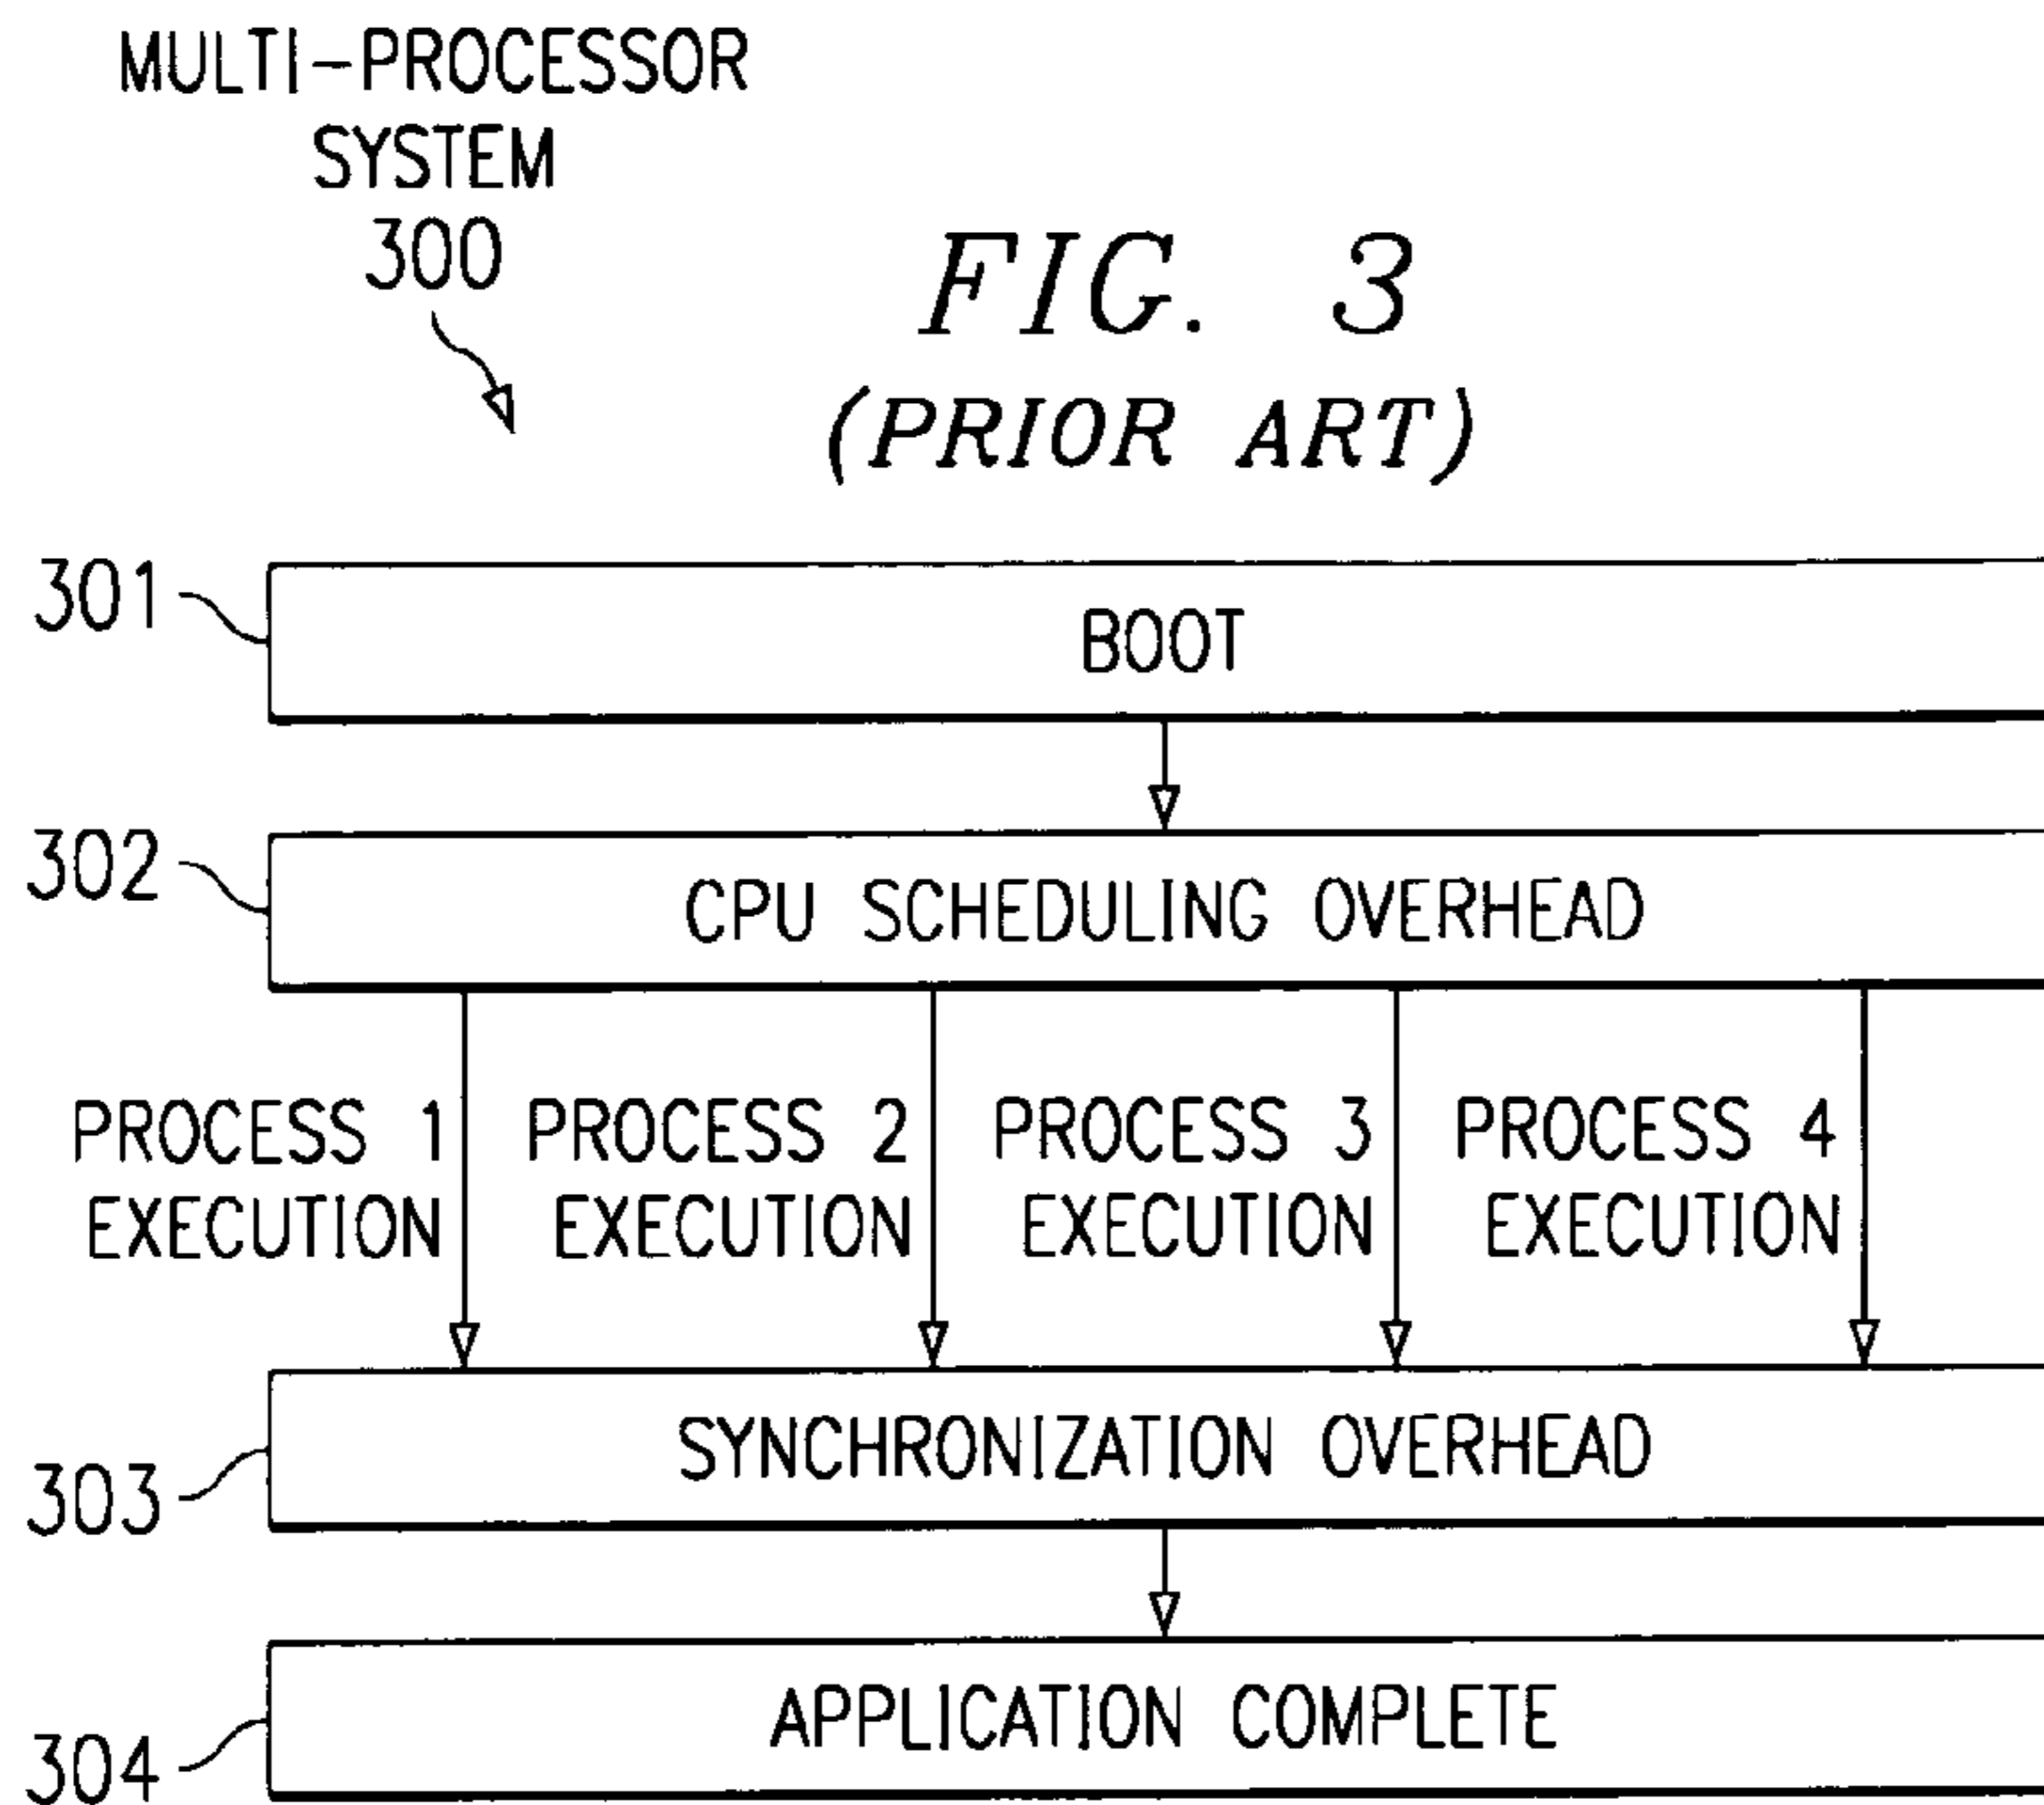 MULTI-PROCESSOR
SYSTEM
300
FIG. 3
(PRIOR ART)
301
BOOT
302
CPU SCHEDULING OVERHEAD
PROCESS 1
EXECUTION
PROCESS 2
EXECUTION
PROCESS 3
EXECUTION
PROCESS 4
EXECUTION
SYNCHRONIZATION OVERHEAD
303
APPLICATION COMPLETE
304